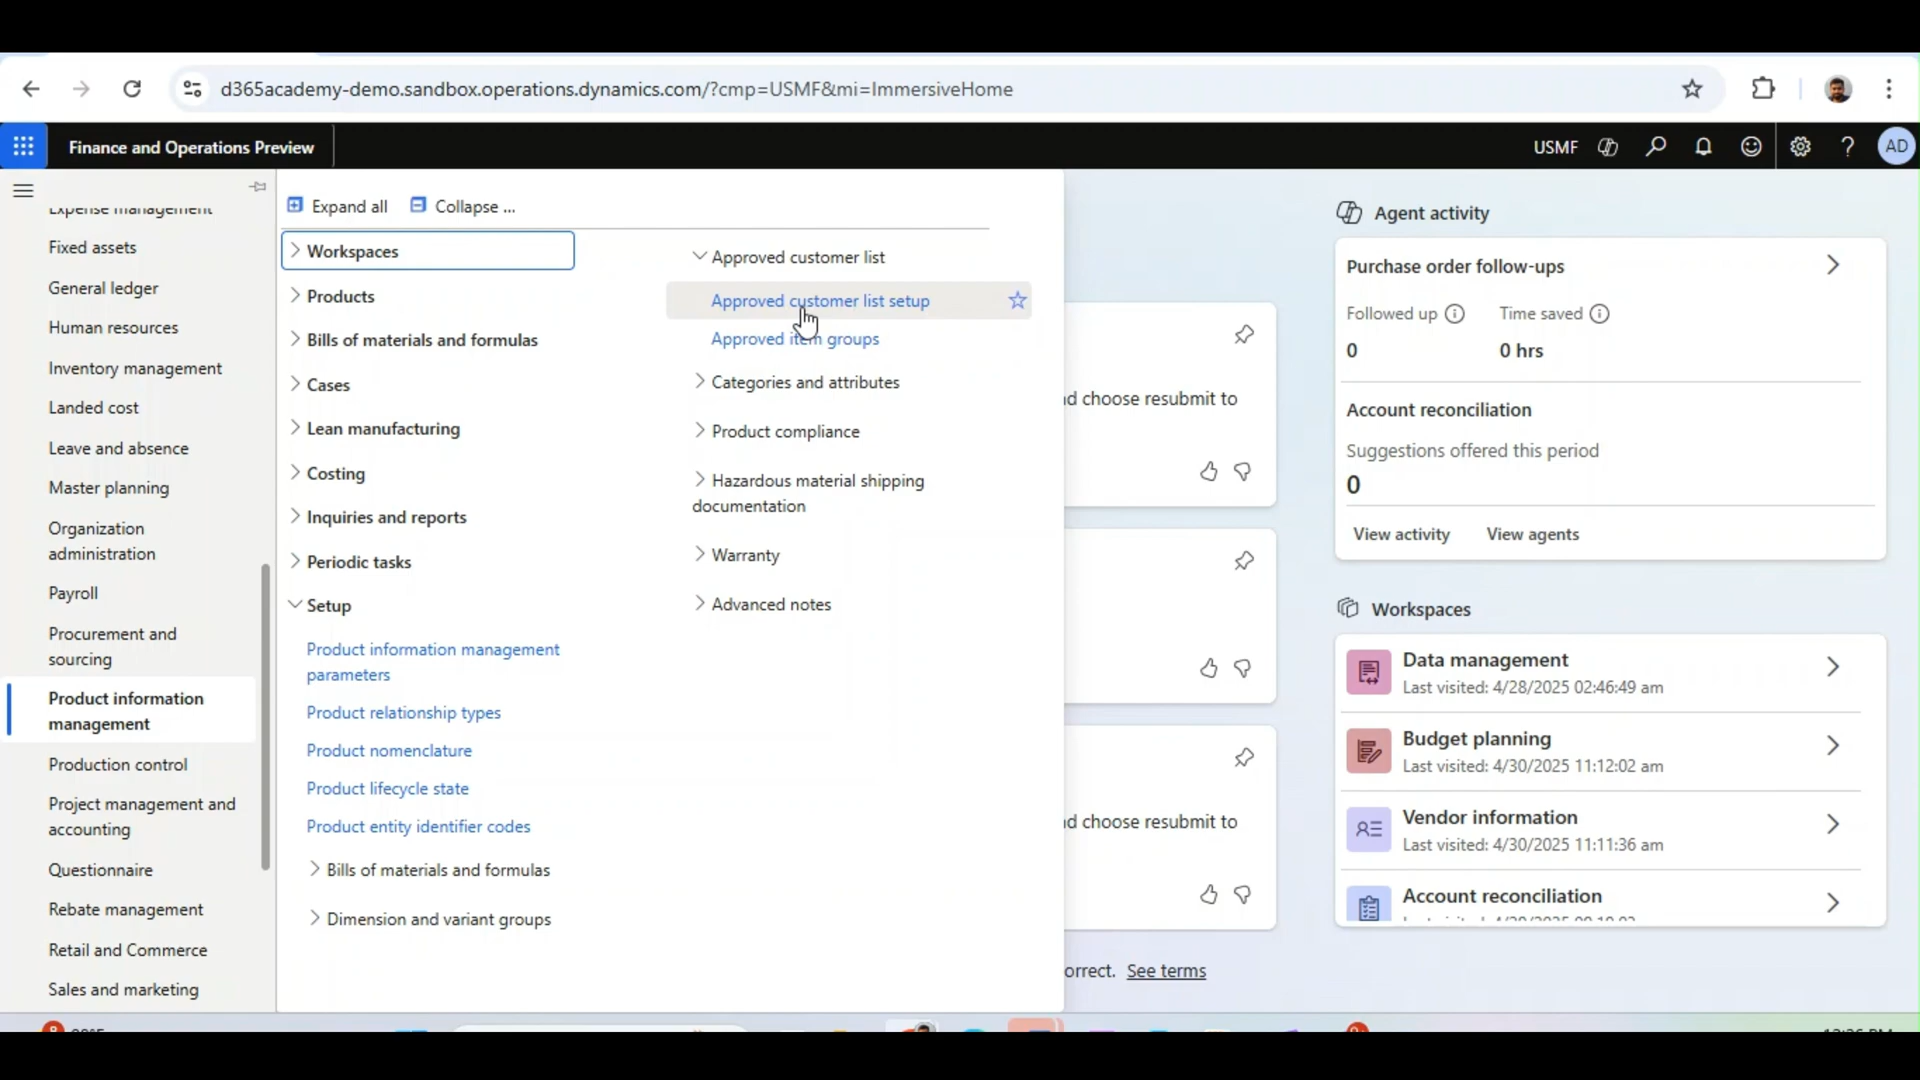 d365academy-demo.sandbox.operations.dynamics.com/?cmp=USMF&mi=ImmersiveHome
Finance and Operations Preview
USMF
AD
Expense management
Fixed assets
General ledger
Human resources
Inventory management
Landed cost
Leave and absence
Master planning
Organization
administration
Payroll
Procurement and
sourcing
Product information
management
Production control
Project management and
accounting
Questionnaire
Rebate management
Retail and Commerce
Sales and marketing
Expand all
Collapse ...
Workspaces
Products
Bills of materials and formulas
Cases
Lean manufacturing
Costing
Inquiries and reports
Periodic tasks
Setup
Product information management
parameters
Product relationship types
Product nomenclature
Product lifecycle state
Product entity identifier codes
Bills of materials and formulas
Dimension and variant groups
Approved customer list
Approved customer list setup
Approved item groups
Categories and attributes
Product compliance
Hazardous material shipping
documentation
Warranty
Advanced notes
d choose resubmit to
d choose resubmit to
orrect. See terms
Agent activity
Purchase order follow-ups
Followed up
Time saved
0
0 hrs
Account reconciliation
Suggestions offered this period
0
View activity
View agents
Workspaces
Data management
Last visited: 4/28/2025 02:46:49 am
Budget planning
Last visited: 4/30/2025 11:12:02 am
Vendor information
Last visited: 4/30/2025 11:11:36 am
Account reconciliation